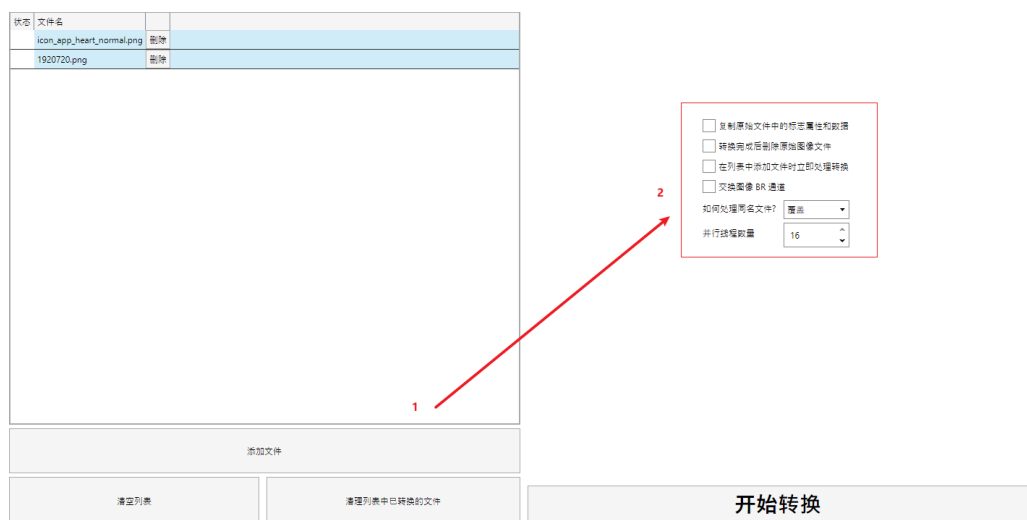 状态 文件名
icon_app_heart_normal.png 删除
1920720.png 删除
复制原始文件中的标志属性和数据
转换完成后删除原始图像文件
在列表中添加文件时立即处理转换
交换图像 BR 通道
2
如何处理同名文件? 覆盖
并行线程数量 16
1
添加文件
清空列表 清理列表中已转换的文件
开始转换